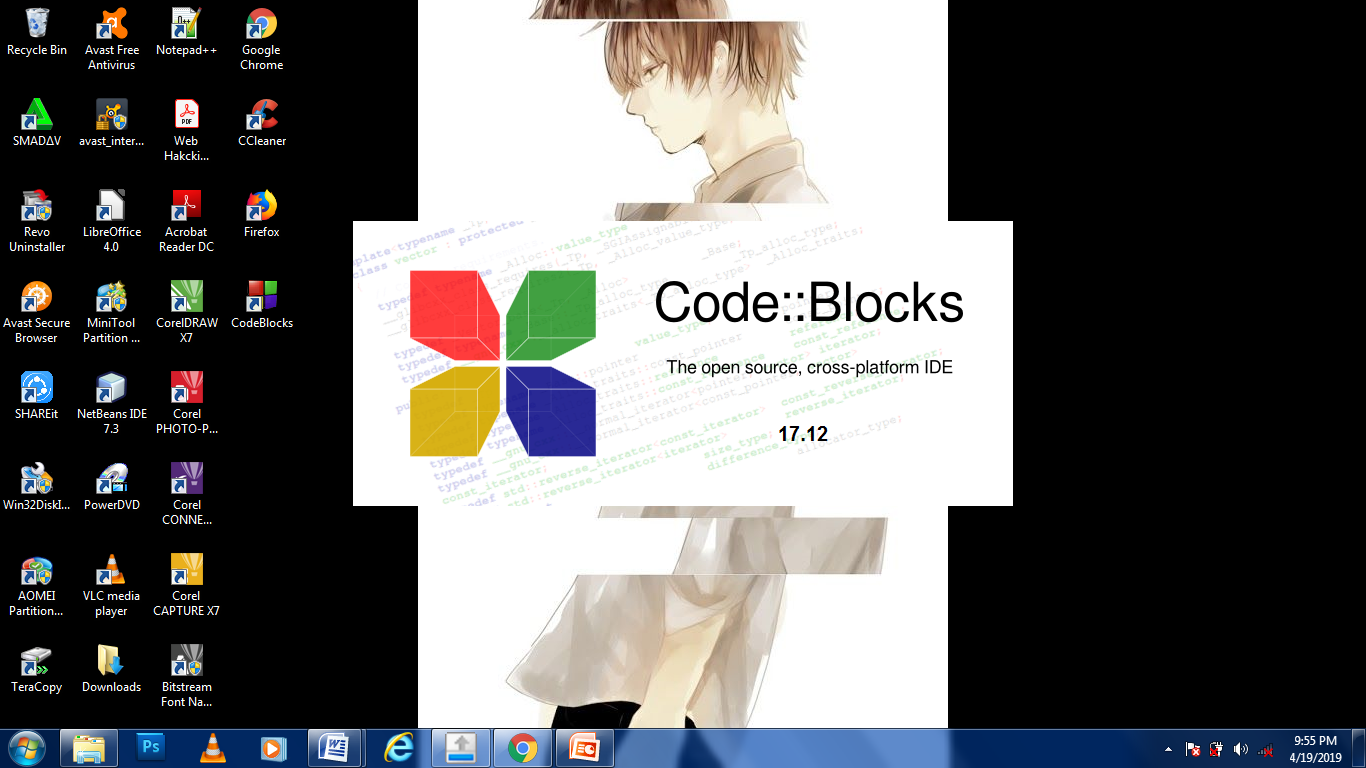 Recycle Bin
Avast Free
Antivirus
Notepad++
Google
Chrome
SMADΔV
avast_inter...
Web
Hakcki...
CCleaner
Revo
Uninstaller
LibreOffice
4.0
Acrobat
Reader DC
Firefox
Avast Secure
Browser
MiniTool
Partition ...
CorelDRAW
X7
CodeBlocks
SHAREit
NetBeans IDE
7.3
Corel
PHOTO-P...
Win32DiskI...
PowerDVD
Corel
CONNE...
AOMEI
Partition...
VLC media
player
Corel
CAPTURE X7
TeraCopy
Downloads
Bitstream
Font Na...
Code::Blocks
The open source, cross-platform IDE
17.12
Ps
9:55 PM
4/19/2019